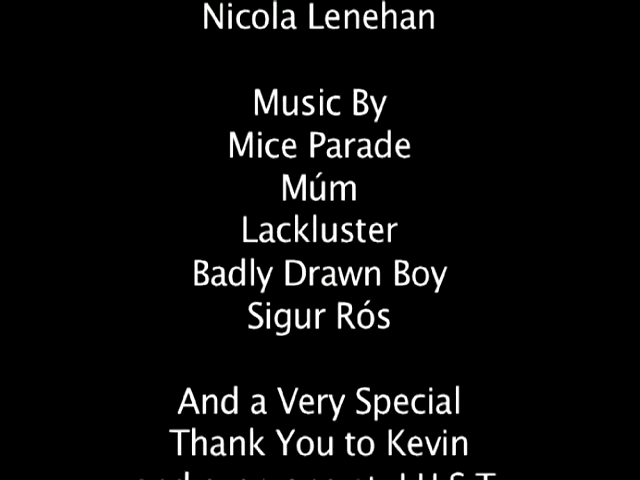 Nicola Lenehan
Music By
Mice Parade
Múm
Lackluster
Badly Drawn Boy
Sigur Rós
And a Very Special
Thank You to Kevin